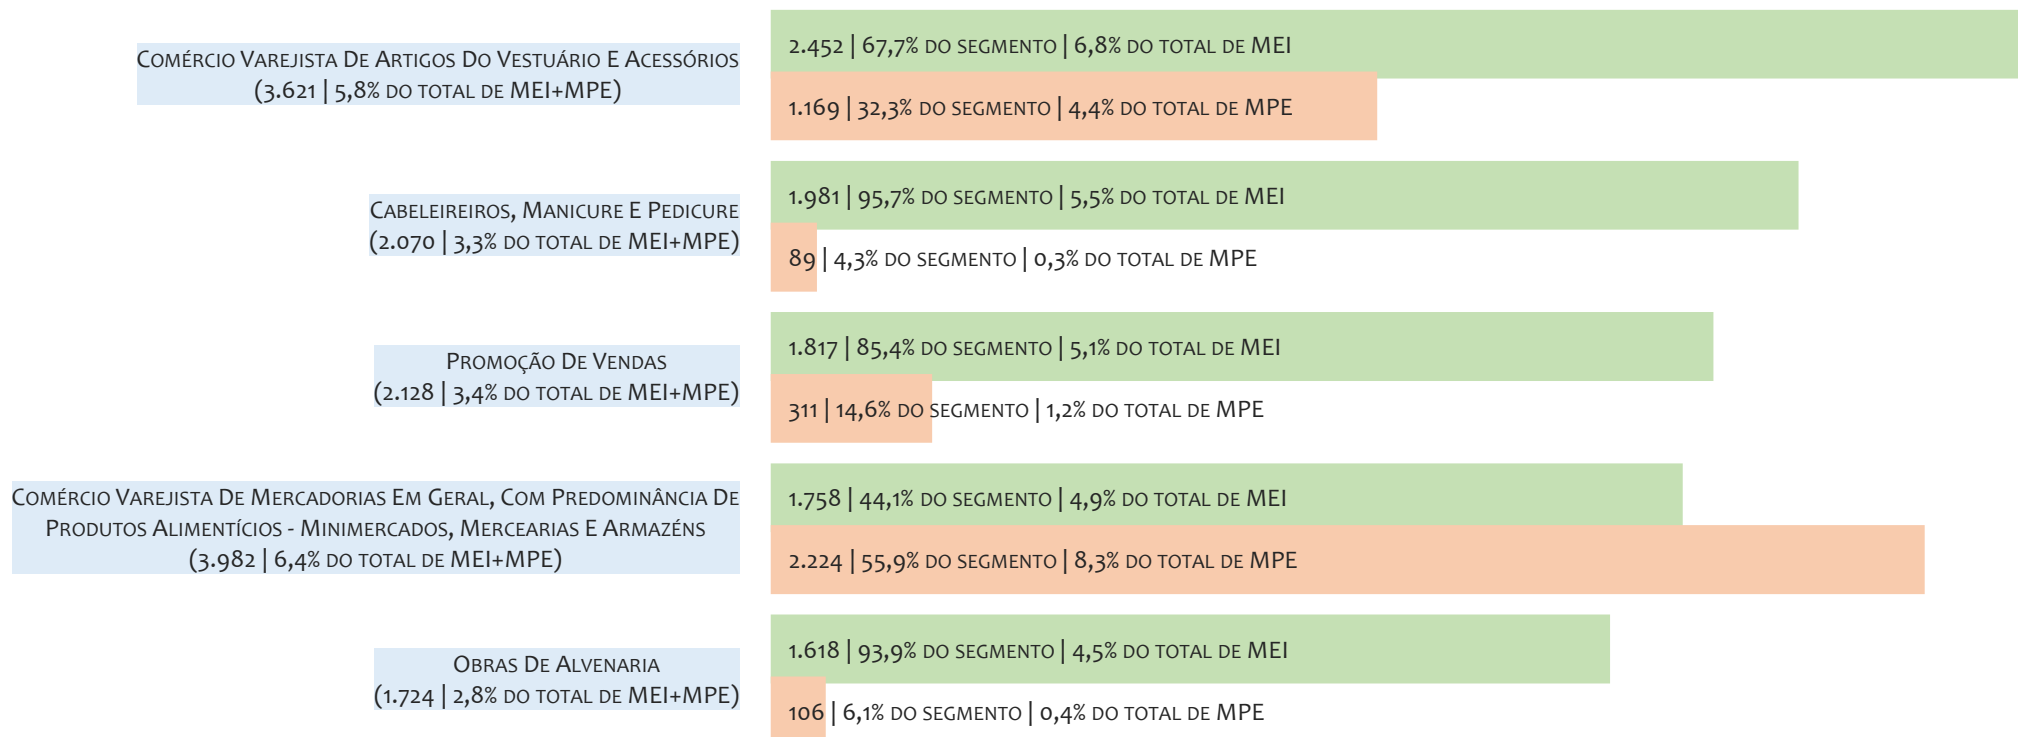 Comércio Varejista De Artigos Do Vestuário E Acessórios
(3.621 | 5,8% do total de MEI+MPE)
2.452 | 67,7% do segmento | 6,8% do total de MEI
1.169 | 32,3% do segmento | 4,4% do total de MPE
Cabeleireiros, Manicure E Pedicure
(2.070 | 3,3% do total de MEI+MPE)
1.981 | 95,7% do segmento | 5,5% do total de MEI
89 | 4,3% do segmento | 0,3% do total de MPE
Promoção De Vendas
(2.128 | 3,4% do total de MEI+MPE)
1.817 | 85,4% do segmento | 5,1% do total de MEI
311 | 14,6% do segmento | 1,2% do total de MPE
Comércio Varejista De Mercadorias Em Geral, Com Predominância De
Produtos Alimentícios - Minimercados, Mercearias E Armazéns
(3.982 | 6,4% do total de MEI+MPE)
1.758 | 44,1% do segmento | 4,9% do total de MEI
2.224 | 55,9% do segmento | 8,3% do total de MPE
Obras De Alvenaria
(1.724 | 2,8% do total de MEI+MPE)
1.618 | 93,9% do segmento | 4,5% do total de MEI
106 | 6,1% do segmento | 0,4% do total de MPE